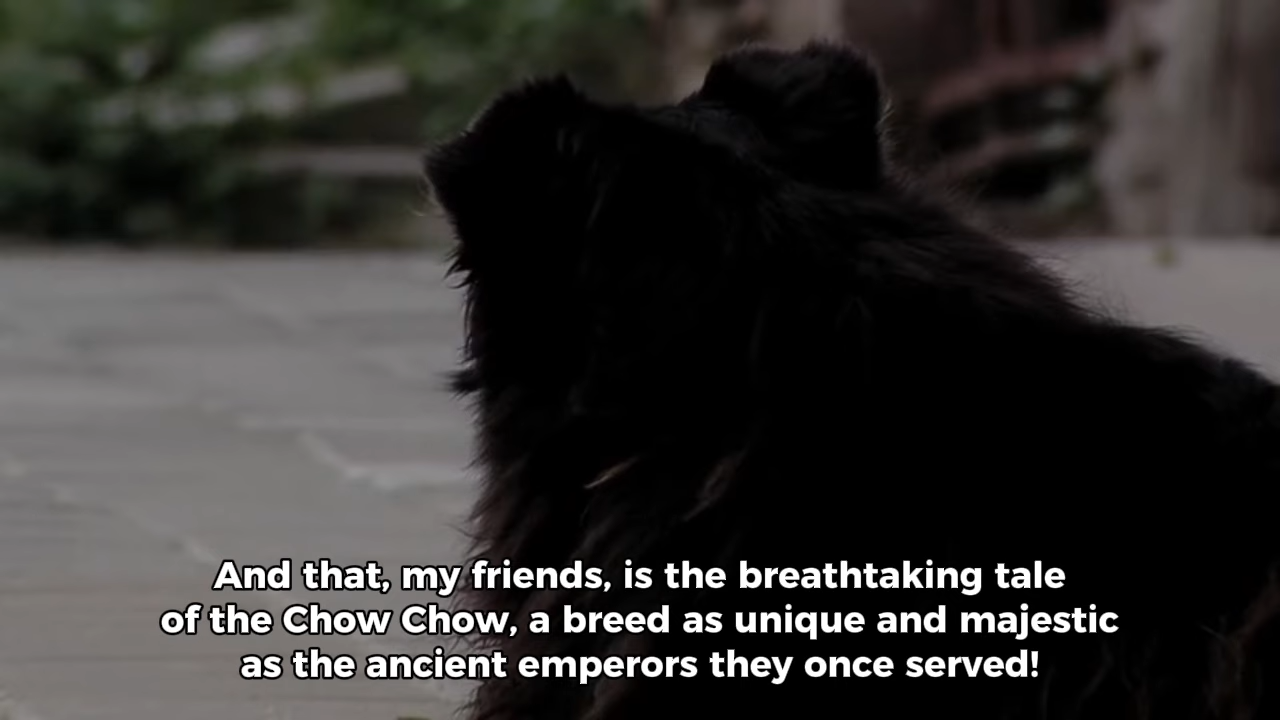 And that, my friends, is the breathtaking tale
of the Chow Chow, a breed as unique and majestic
as the ancient emperors they once served!